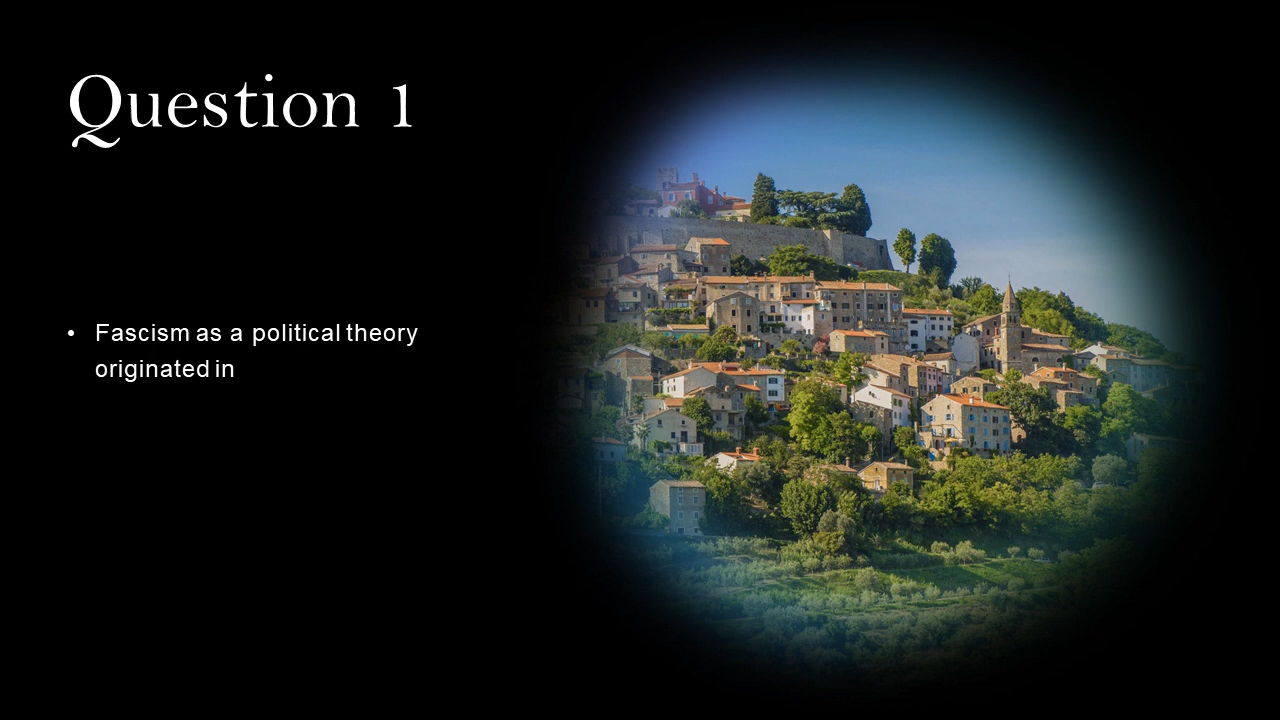 Question 1
• Fascism as a political theory
originated in